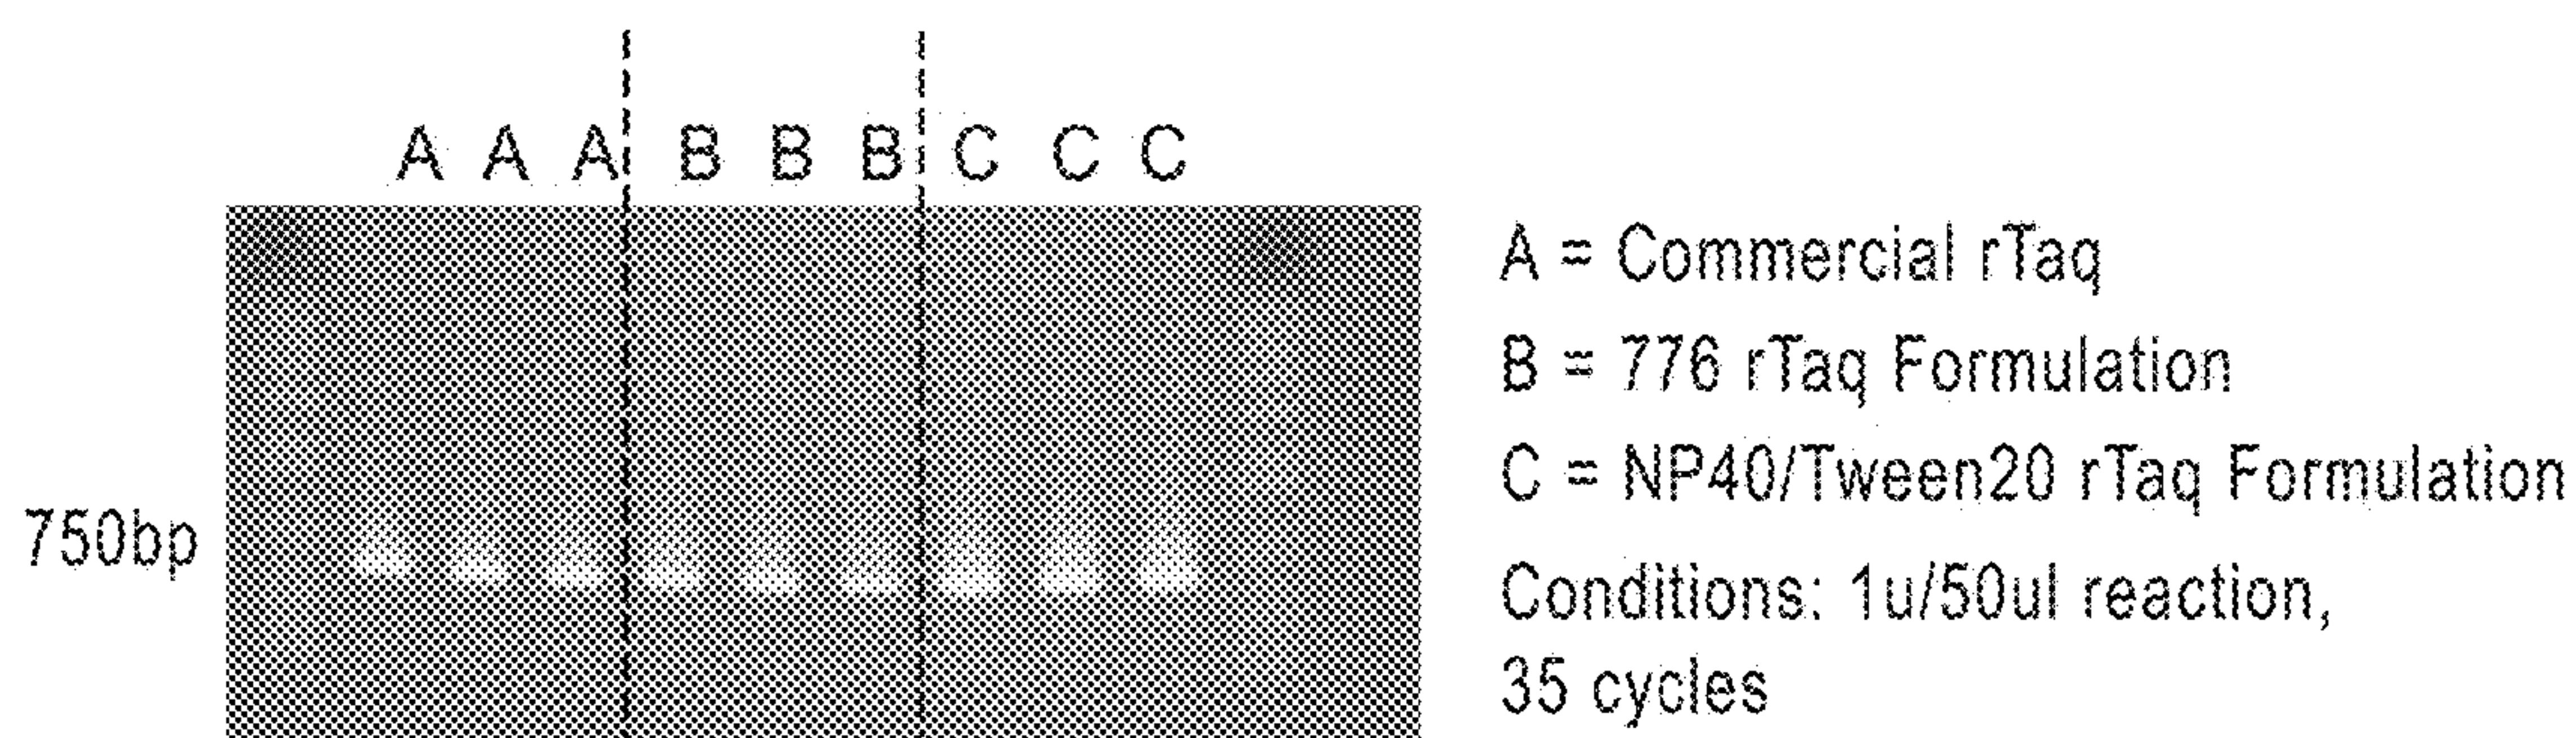 A A A B B B C C C
750bp
A = Commercial rTaq
B = 776 rTaq Formulation
C = NP40/Tween20 rTaq Formulation
Conditions: 1u/50ul reaction,
35 cycles